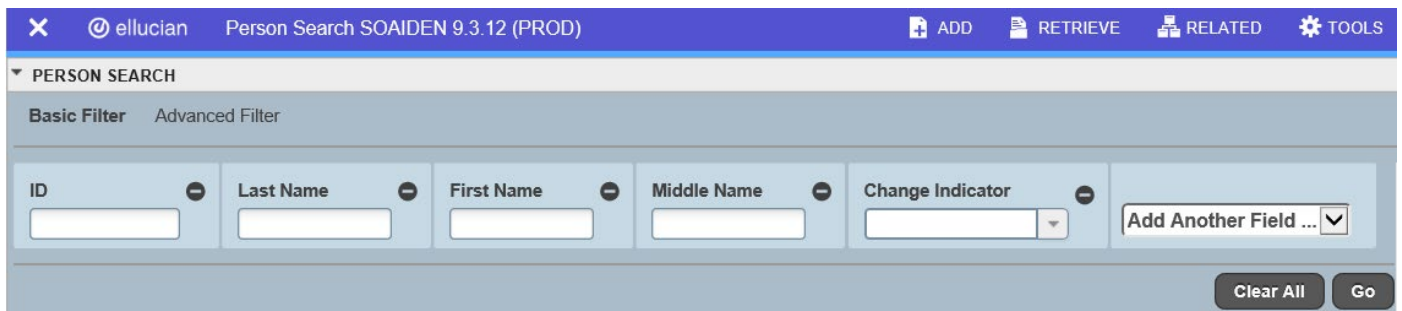 ellucian Person Search SOAIDEN 9.3.12 (PROD) ADD RETRIEVE RELATED TOOLS
PERSON SEARCH
Basic Filter Advanced Filter
ID Last Name First Name Middle Name Change Indicator
Add Another Field ...
Clear All Go